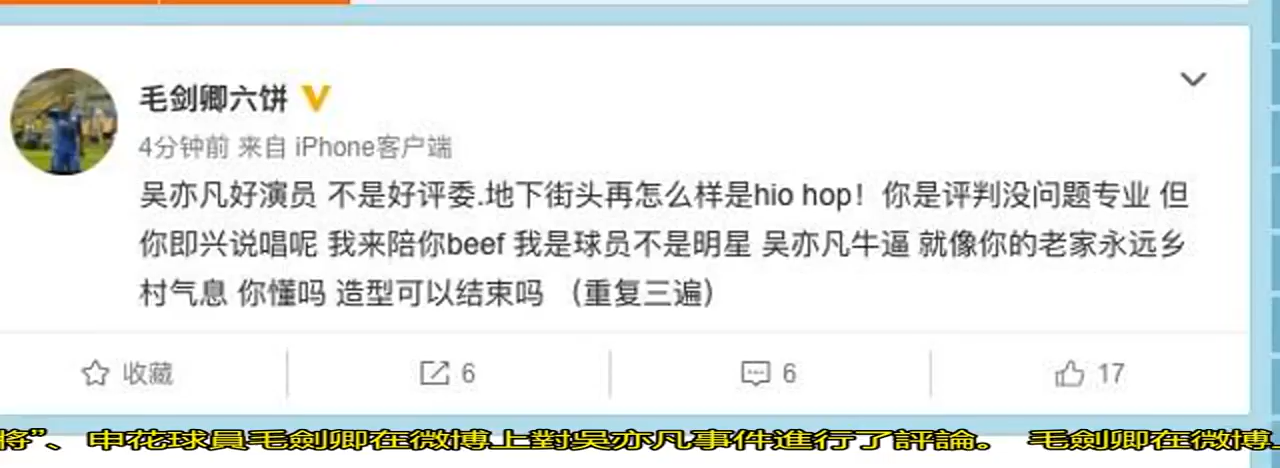 毛剑卿六饼
4分钟前 来自 iPhone客户端
吴亦凡好演员 不是好评委.地下街头再怎么样是hio hop！你是评判没问题专业 但
你即兴说唱呢 我来陪你beef 我是球员不是明星 吴亦凡牛逼 就像你的老家永远乡
村气息 你懂吗 造型可以结束吗 （重复三遍）
收藏 6 6 17
將”、申花球員毛劍卿在微博上對吳亦凡事件進行了評論。 毛劍卿在微博上